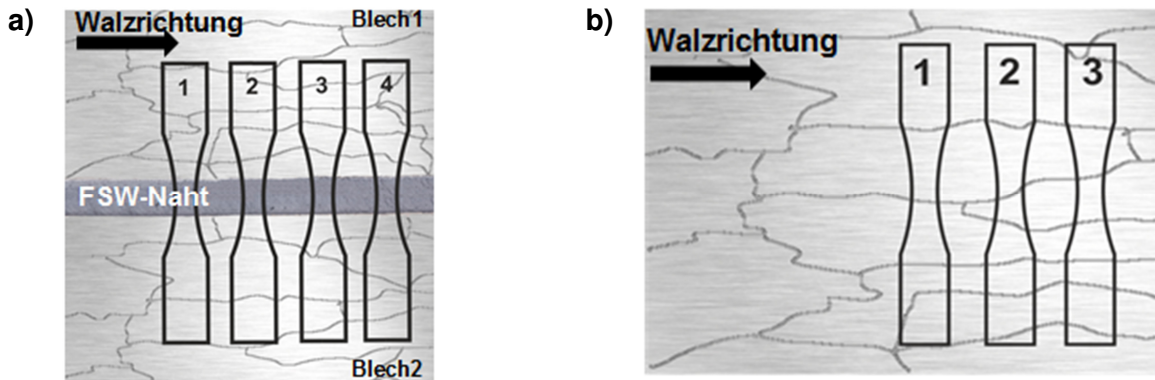 a)
Walzrichtung
Blech1
1 2 3 4
FSW-Naht
Blech2
b)
Walzrichtung
1 2 3